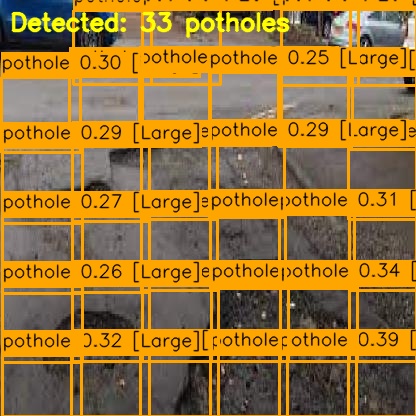 Detected: 33 potholes
pothole 0.30 [ pothole 0.25 [Large][
pothole 0.29 [Large]e pothole 0.29 [Large]e
pothole 0.27 [Large]e pothole pothole 0.31
pothole 0.26 [Large]e pothole pothole 0.34
pothole 0.32 [Large][ pothole pothole 0.39